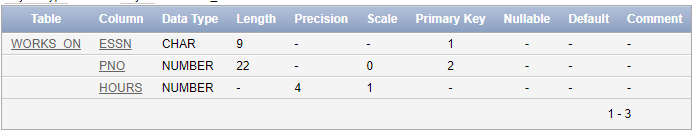 Table Column Data Type Length Precision Scale Primary Key Nullable Default Comment
WORKS_ON ESSN CHAR 9 - - 1 - - -
PNO NUMBER 22 - 0 2 - - -
HOURS NUMBER - 4 1 - - - -
1 - 3